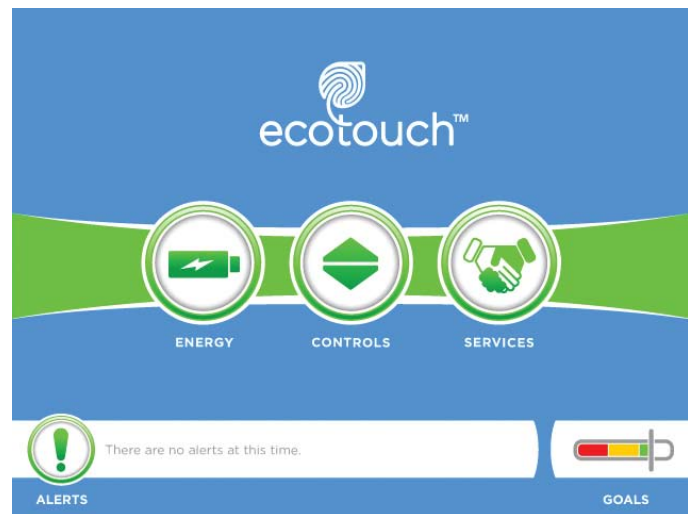 ecotouch™
ENERGY
CONTROLS
SERVICES
There are no alerts at this time.
ALERTS
GOALS